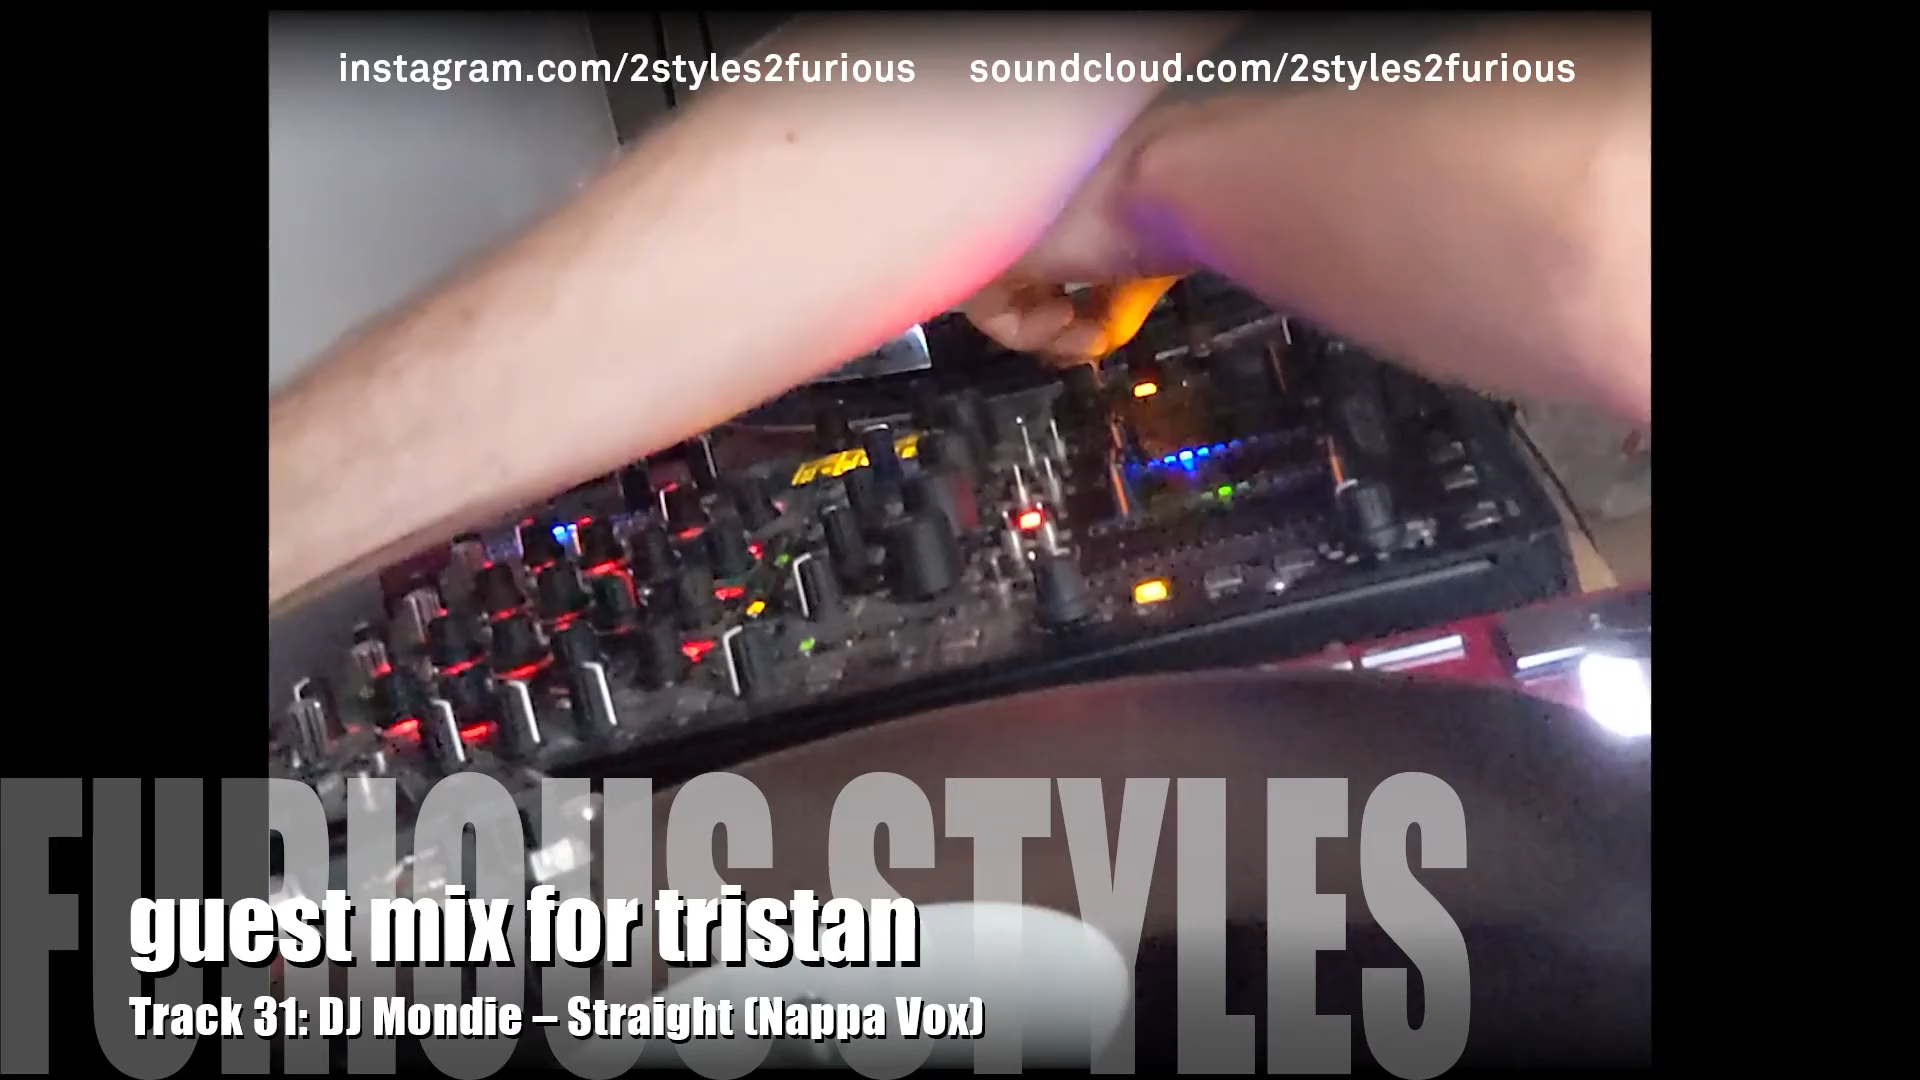 instagram.com/2styles2furious soundcloud.com/2styles2furious
FURIOUS STYLES
guest mix for tristan
Track 31: DJ Mondie – Straight (Nappa Vox)